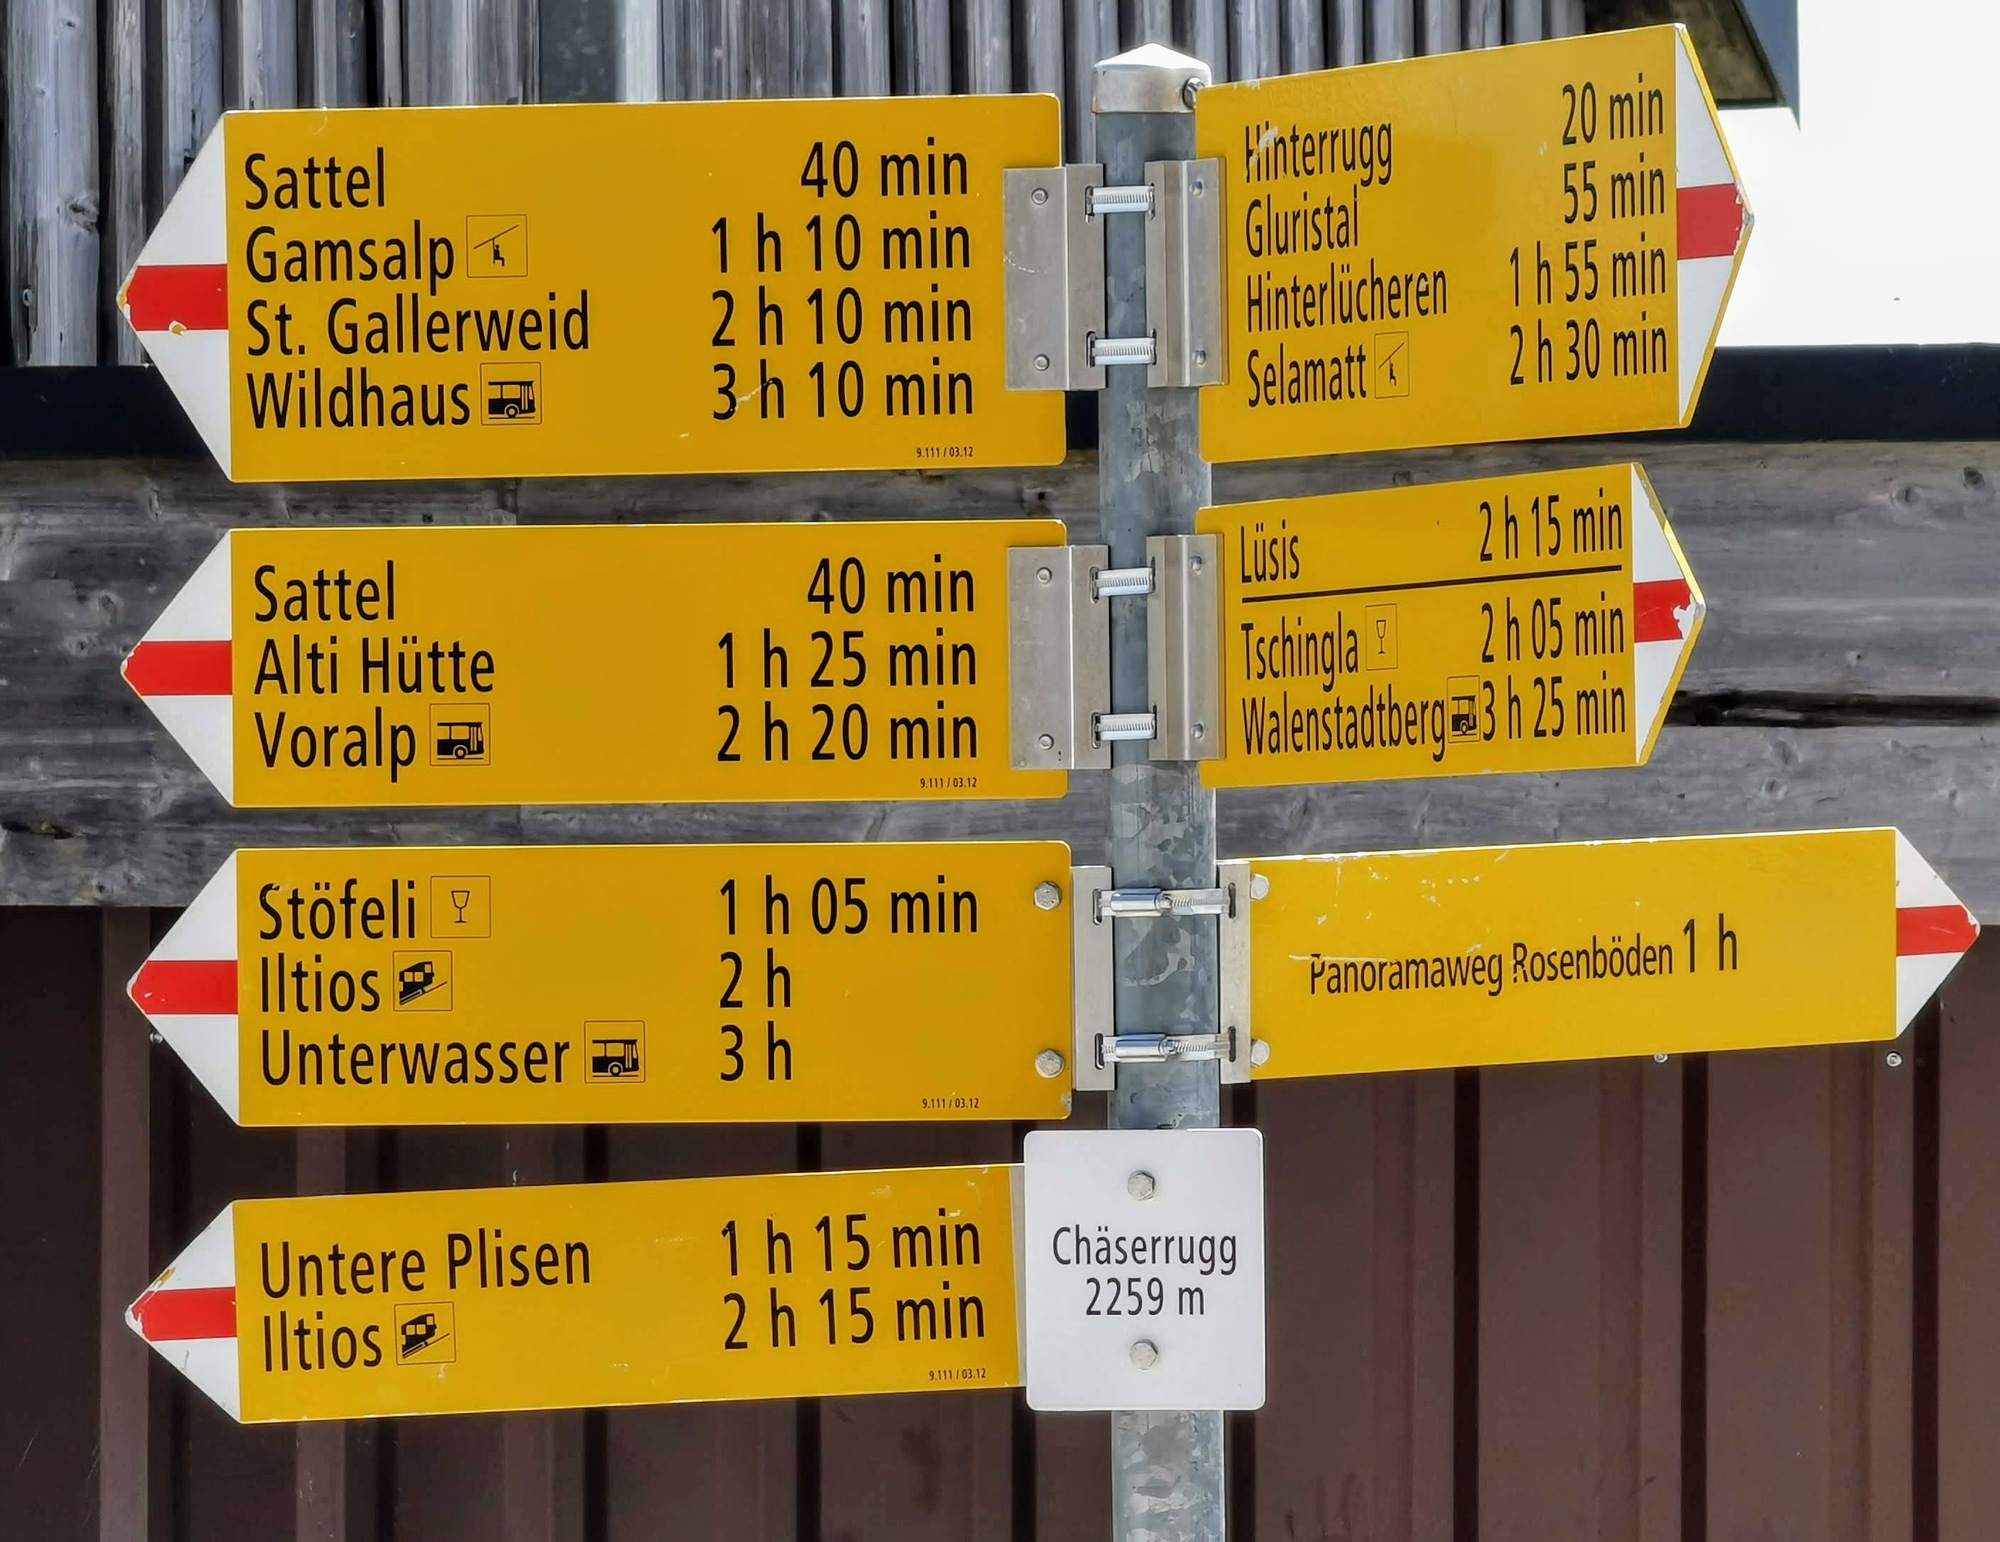 Sattel 40 min
Gamsalp 1 h 10 min
St. Gallerweid 2 h 10 min
Wildhaus 3 h 10 min
9.111 / 03.12
Hinterrugg 20 min
Gluristal 55 min
Hinterlücheren 1 h 55 min
Selamatt 2 h 30 min
Sattel 40 min
Alti Hütte 1 h 25 min
Voralp 2 h 20 min
9.111 / 03.12
Lüsis 2 h 15 min
Tschingla 2 h 05 min
Walenstadtberg 3 h 25 min
Stöfeli 1 h 05 min
Iltios 2 h
Unterwasser 3 h
9.111 / 03.12
Panoramaweg Rosenböden 1 h
Untere Plisen 1 h 15 min
Iltios 2 h 15 min
9.111 / 03.12
Chäserrugg
2259 m